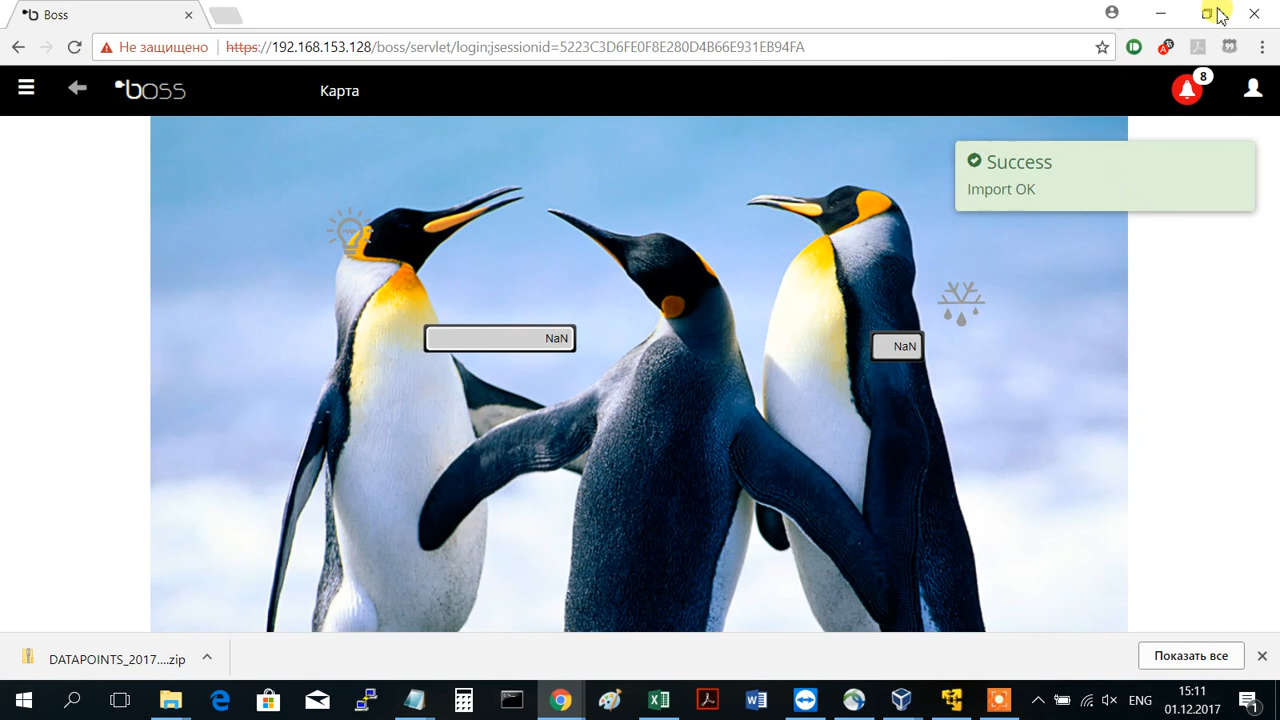 Boss
Не защищено
https://192.168.153.128/boss/servlet/login;jsessionid=5223C3D6FE0F8E280D4B66E931EB94FA
boss
Карта
8
Success
Import OK
NaN
NaN
DATAPOINTS_2017....zip
Показать все
ENG
15:11
01.12.2017
1